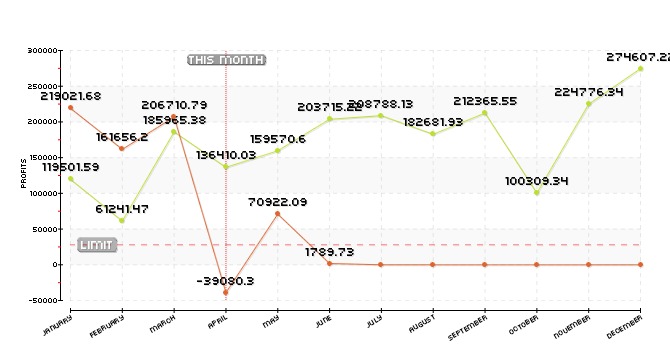 300000
THIS MONTH
274607.22
250000
219021.68
206710.79
203715.22
208788.13
212365.55
224776.34
200000
185965.38
182681.93
161656.2
159570.6
150000
136410.03
119501.59
PROFITS
100309.34
100000
61241.47
70922.09
50000
LIMIT
1789.73
0
-39080.3
-50000
JANUARY
FEBRUARY
MARCH
APRIL
MAY
JUNE
JULY
AUGUST
SEPTEMBER
OCTOBER
NOVEMBER
DECEMBER